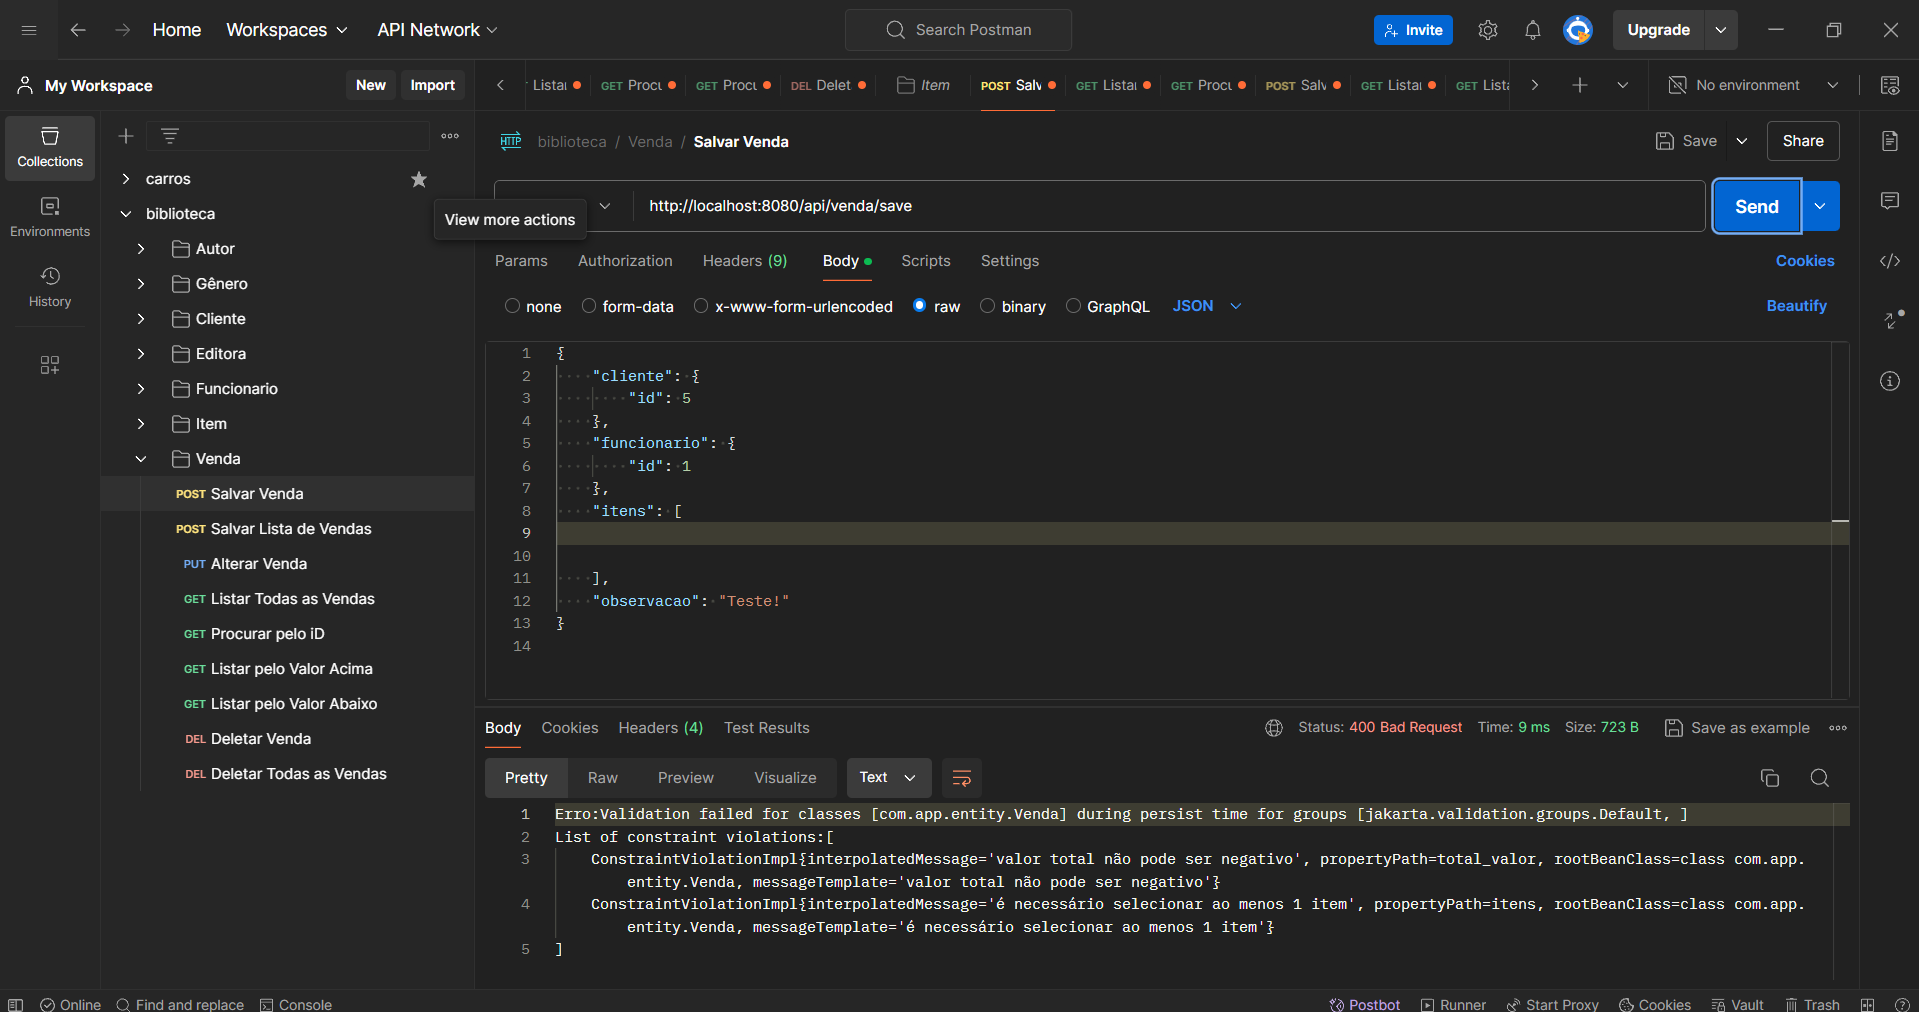 Home
Workspaces
API Network
Search Postman
Invite
Upgrade
My Workspace
New
Import
Lista
GET Procu
GET Procu
DEL Delet
Item
POST Salv
GET Listar
GET Procu
POST Salv
GET Listar
GET Lista
No environment
Collections
Environments
History
carros
biblioteca
Autor
Gênero
Cliente
Editora
Funcionario
Item
Venda
POST Salvar Venda
POST Salvar Lista de Vendas
PUT Alterar Venda
GET Listar Todas as Vendas
GET Procurar pelo iD
GET Listar pelo Valor Acima
GET Listar pelo Valor Abaixo
DEL Deletar Venda
DEL Deletar Todas as Vendas
View more actions
HTTP biblioteca / Venda / Salvar Venda
Save
Share
http://localhost:8080/api/venda/save
Send
Params
Authorization
Headers (9)
Body
Scripts
Settings
Cookies
none
form-data
x-www-form-urlencoded
raw
binary
GraphQL
JSON
Beautify
1 {
2 "cliente": {
3 "id": 5
4 },
5 "funcionario": {
6 "id": 1
7 },
8 "itens": [
9
10
11 ],
12 "observacao": "Teste!"
13 }
14
Body
Cookies
Headers (4)
Test Results
Status: 400 Bad Request
Time: 9 ms
Size: 723 B
Save as example
Pretty
Raw
Preview
Visualize
Text
1 Erro:Validation failed for classes [com.app.entity.Venda] during persist time for groups [jakarta.validation.groups.Default, ]
2 List of constraint violations:[
3 ConstraintViolationImpl{interpolatedMessage='valor total não pode ser negativo', propertyPath=total_valor, rootBeanClass=class com.app.
entity.Venda, messageTemplate='valor total não pode ser negativo'}
4 ConstraintViolationImpl{interpolatedMessage='é necessário selecionar ao menos 1 item', propertyPath=itens, rootBeanClass=class com.app.
entity.Venda, messageTemplate='é necessário selecionar ao menos 1 item'}
5 ]
Online
Find and replace
Console
Postbot
Runner
Start Proxy
Cookies
Vault
Trash